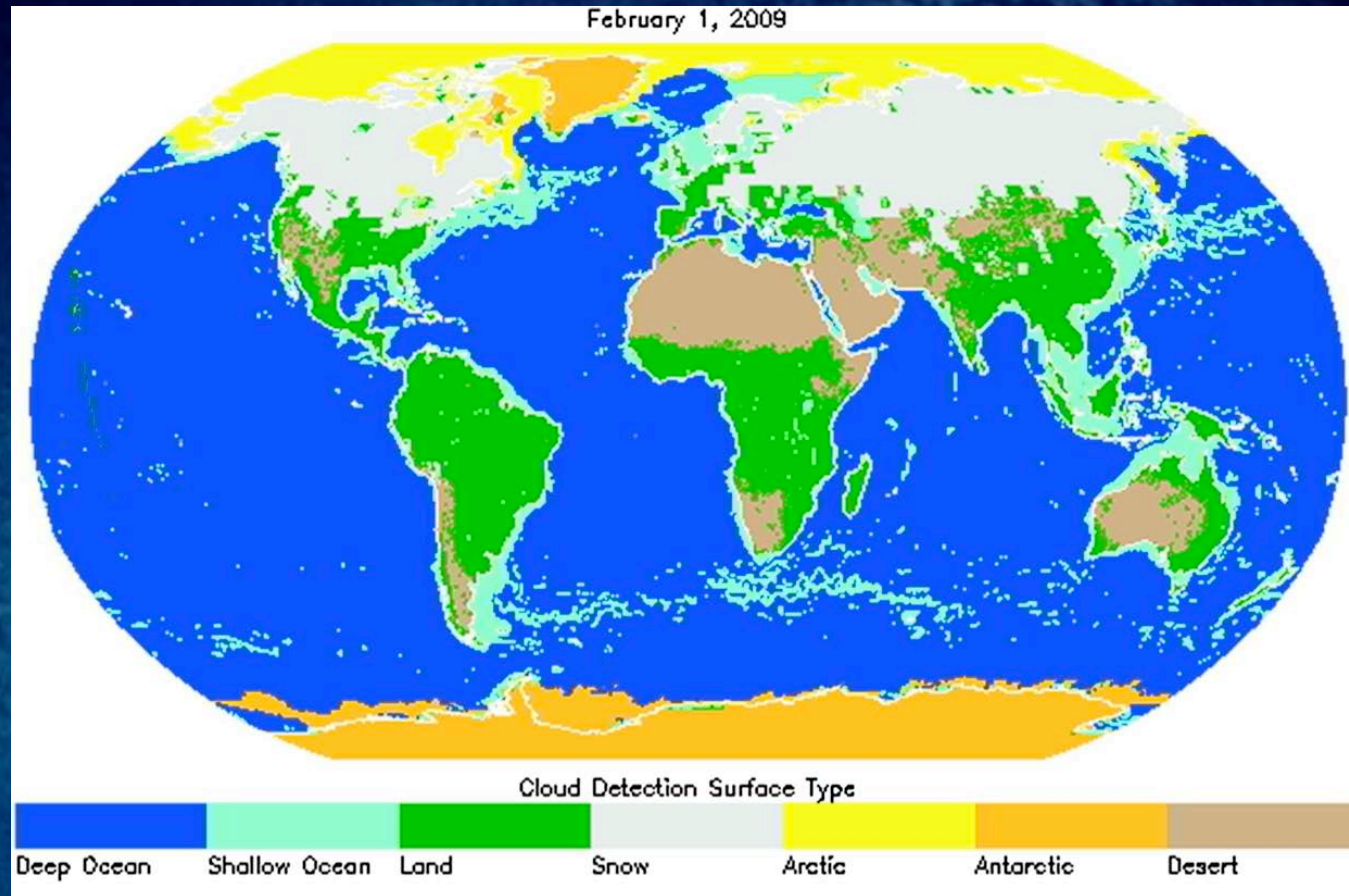 February 1, 2009
Cloud Detection Surface Type
Deep Ocean Shallow Ocean Land Snow Arctic Antarctic Desert